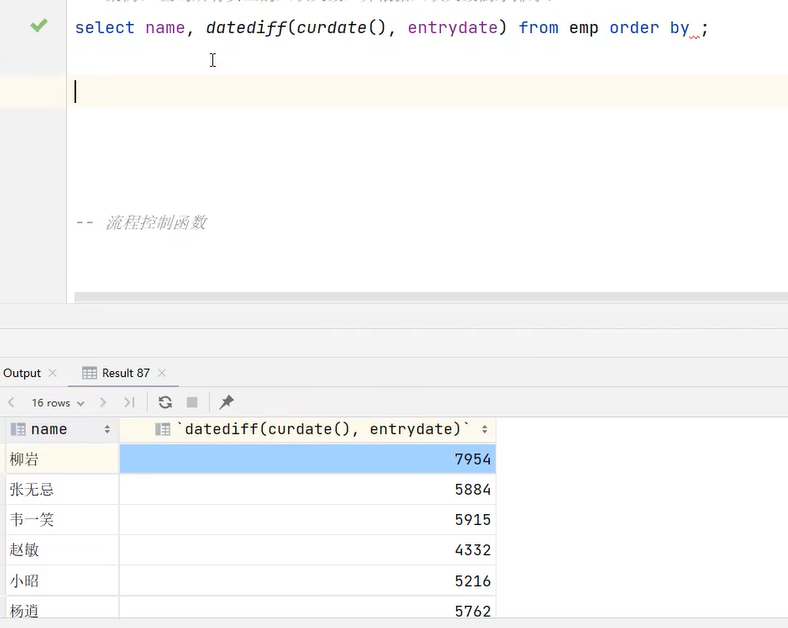 select name, datediff(curdate(), entrydate) from emp order by ;
-- 流程控制函数
Output
Result 87
16 rows
name
`datediff(curdate(), entrydate)`
柳岩 7954
张无忌 5884
韦一笑 5915
赵敏 4332
小昭 5216
杨逍 5762